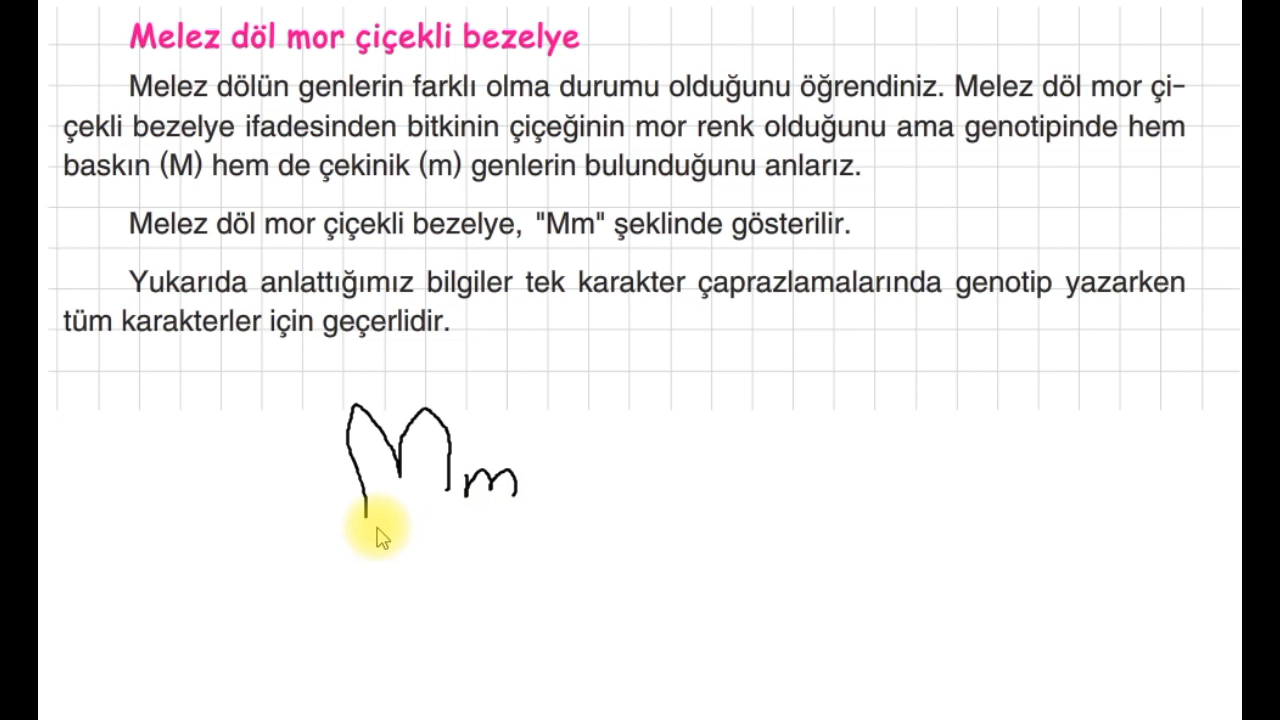 Melez döl mor çiçekli bezelye
Melez dölün genlerin farklı olma durumu olduğunu öğrendiniz. Melez döl mor çi-
çekli bezelye ifadesinden bitkinin çiçeğinin mor renk olduğunu ama genotipinde hem
baskın (M) hem de çekinik (m) genlerin bulunduğunu anlarız.
Melez döl mor çiçekli bezelye, "Mm" şeklinde gösterilir.
Yukarıda anlattığımız bilgiler tek karakter çaprazlamalarında genotip yazarken
tüm karakterler için geçerlidir.
Mm